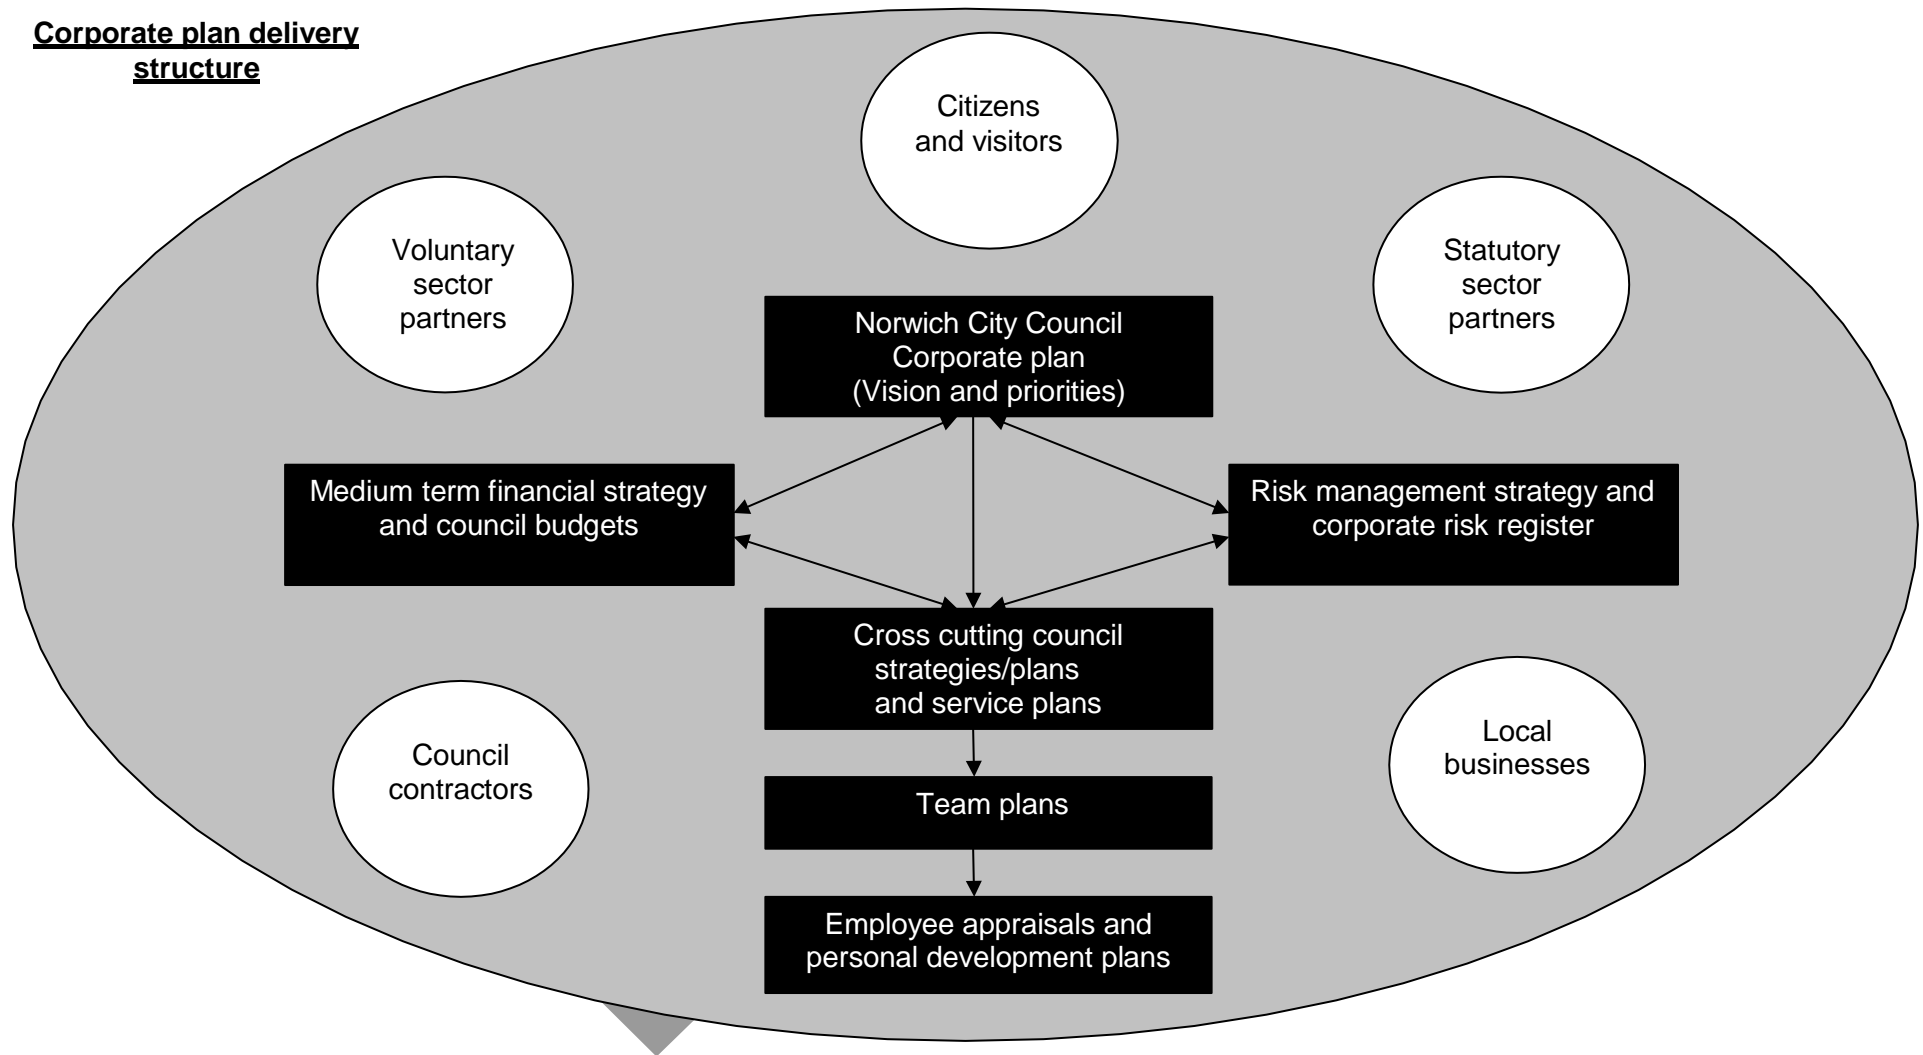 Corporate plan delivery
structure
Citizens
and visitors
Voluntary
sector
partners
Statutory
sector
partners
Norwich City Council
Corporate plan
(Vision and priorities)
Medium term financial strategy
and council budgets
Risk management strategy and
corporate risk register
Cross cutting council
strategies/plans
and service plans
Council
contractors
Local
businesses
Team plans
Employee appraisals and
personal development plans